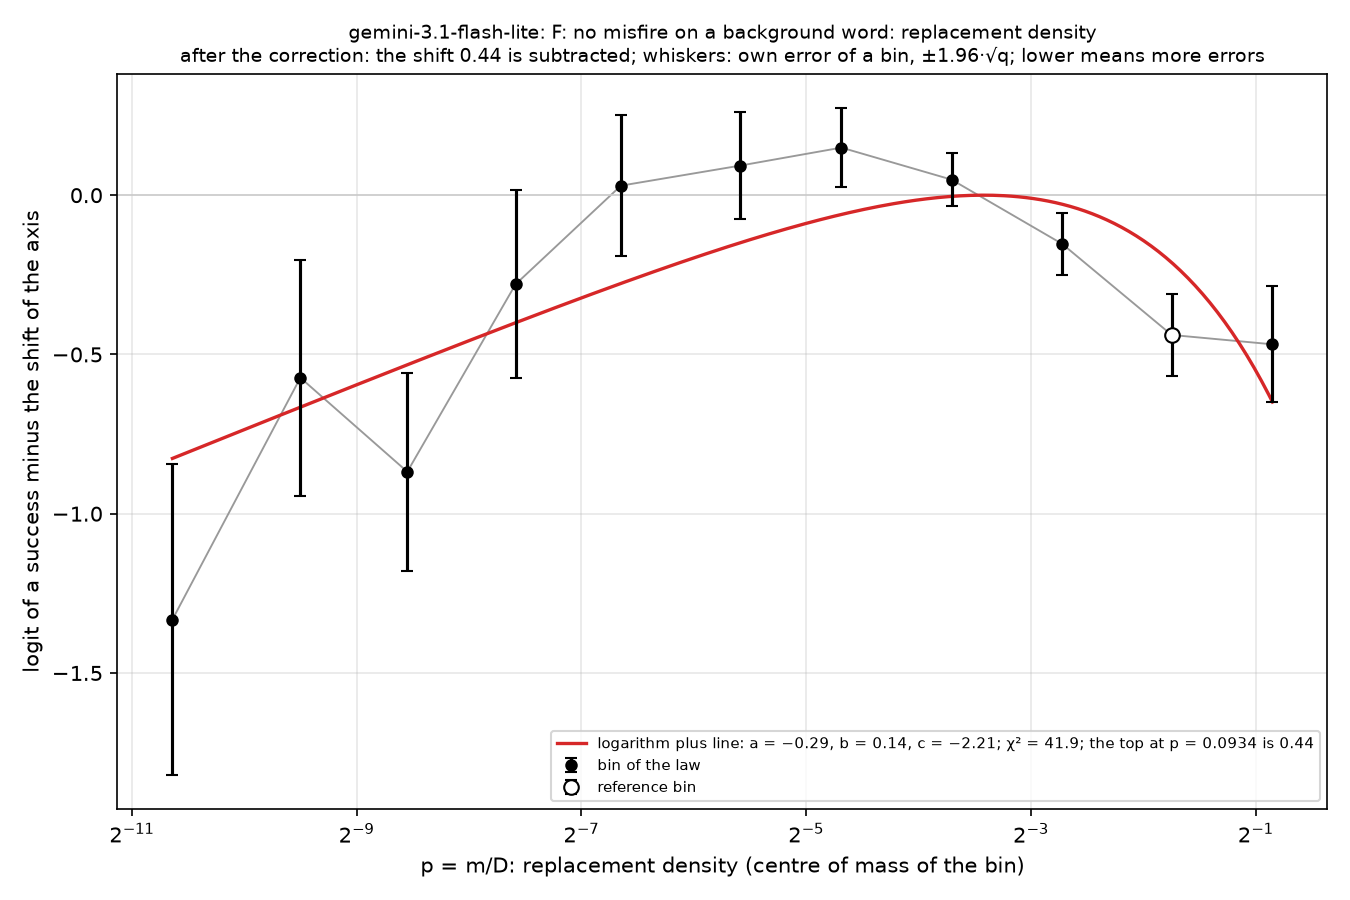 gemini-3.1-flash-lite: F: no misfire on a background word: replacement density
after the correction: the shift 0.44 is subtracted; whiskers: own error of a bin, ±1.96·√q; lower means more errors
logit of a success minus the shift of the axis
0.0
−0.5
−1.0
−1.5
logarithm plus line: a = −0.29, b = 0.14, c = −2.21; χ² = 41.9; the top at p = 0.0934 is 0.44
bin of the law
reference bin
2⁻¹¹ 2⁻⁹ 2⁻⁷ 2⁻⁵ 2⁻³ 2⁻¹
p = m/D: replacement density (centre of mass of the bin)